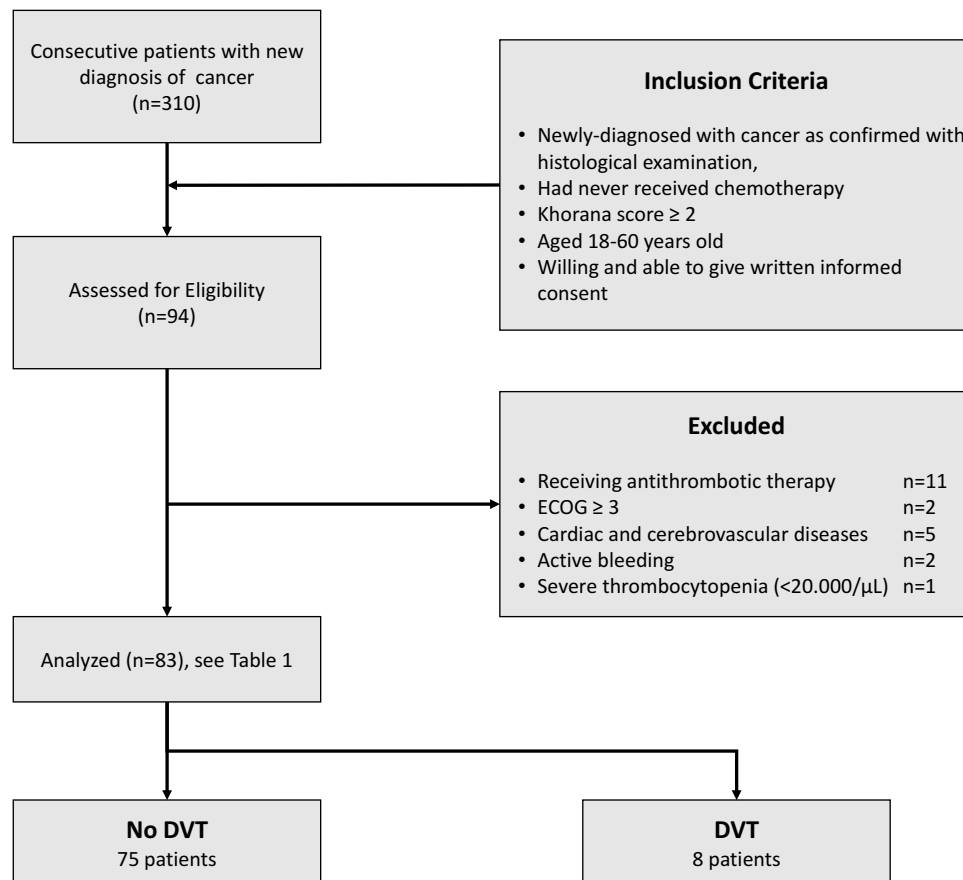 Consecutive patients with new
diagnosis of  cancer
(n=310)
Inclusion Criteria
• Newly-diagnosed with cancer as confirmed with
histological examination,
• Had never received chemotherapy
• Khorana score ≥ 2
• Aged 18-60 years old
• Willing and able to give written informed
consent
Assessed for Eligibility
(n=94)
Excluded
• Receiving antithrombotic therapy n=11
• ECOG ≥ 3 n=2
• Cardiac and cerebrovascular diseases n=5
• Active bleeding n=2
• Severe thrombocytopenia (<20.000/μL) n=1
Analyzed (n=83), see Table 1
No DVT
75 patients
DVT
8 patients